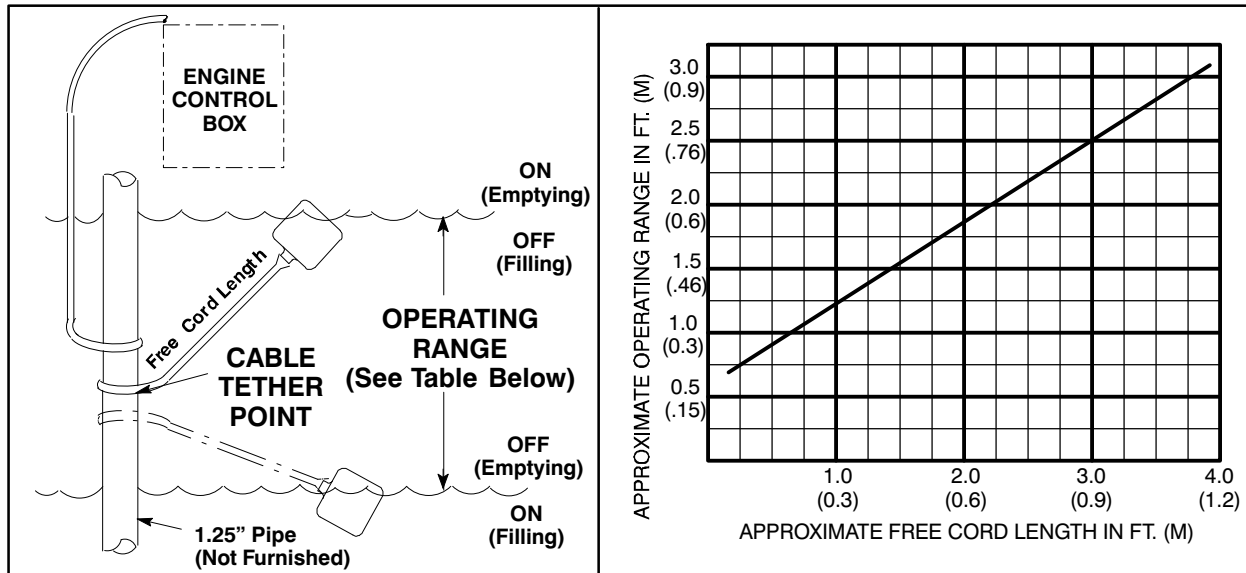 ENGINE
CONTROL
BOX
ON
(Emptying)
OFF
(Filling)
Free Cord Length
OPERATING
RANGE
(See Table Below)
CABLE
TETHER
POINT
OFF
(Emptying)
ON
(Filling)
1.25” Pipe
(Not Furnished)
APPROXIMATE OPERATING RANGE IN FT. (M)
3.0
(0.9)
2.5
(.76)
2.0
(0.6)
1.5
(.46)
1.0
(0.3)
0.5
(.15)
1.0 2.0 3.0 4.0
(0.3) (0.6) (0.9) (1.2)
APPROXIMATE FREE CORD LENGTH IN FT. (M)